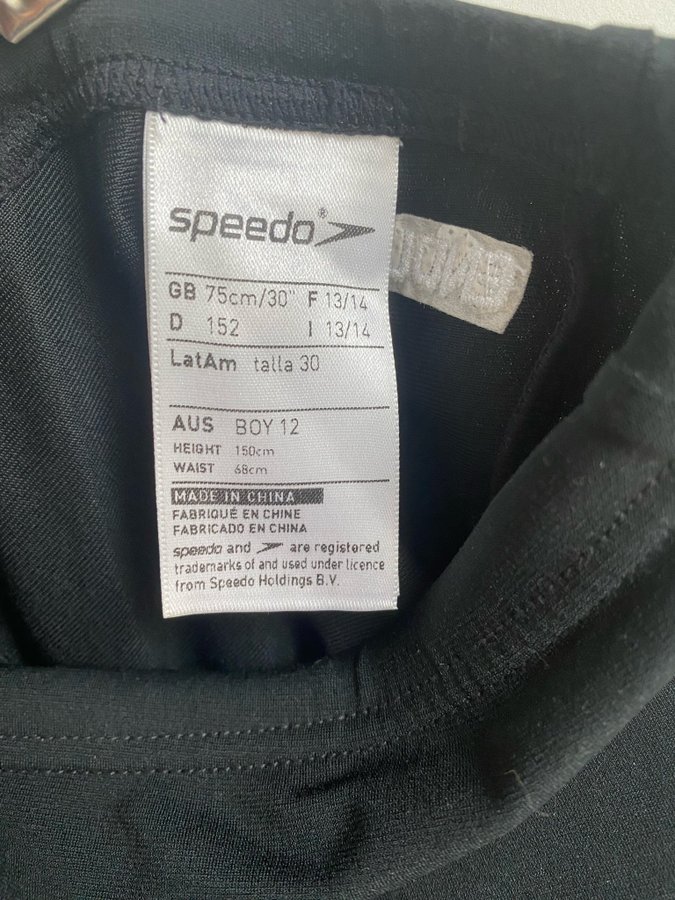 speedo®
GB 75cm/30" F 13/14
D 152 I 13/14
LatAm talla 30
AUS BOY 12
HEIGHT 150cm
WAIST 68cm
MADE IN CHINA
FABRIQUÉ EN CHINE
FABRICADO EN CHINA
speedo and are registered
trademarks of and used under licence
from Speedo Holdings B.V.